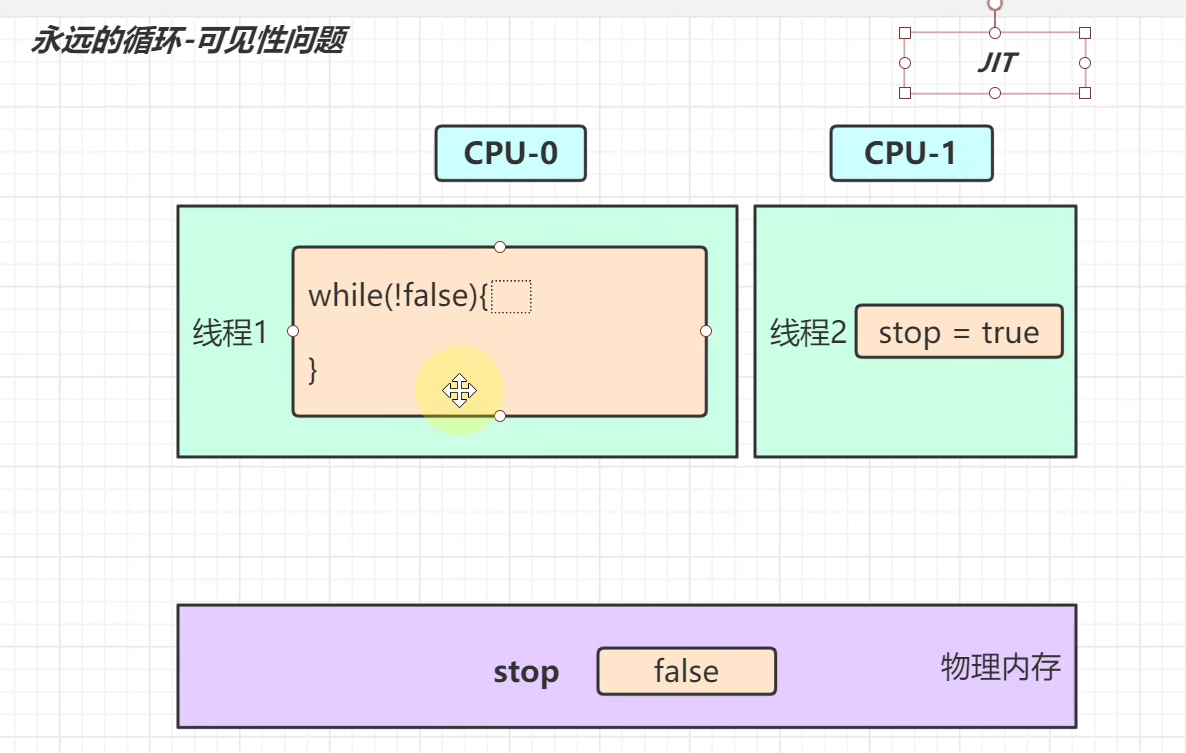 永远的循环-可见性问题
JIT
CPU-0
CPU-1
线程1
while(!false){
}
线程2
stop = true
stop
false
物理内存